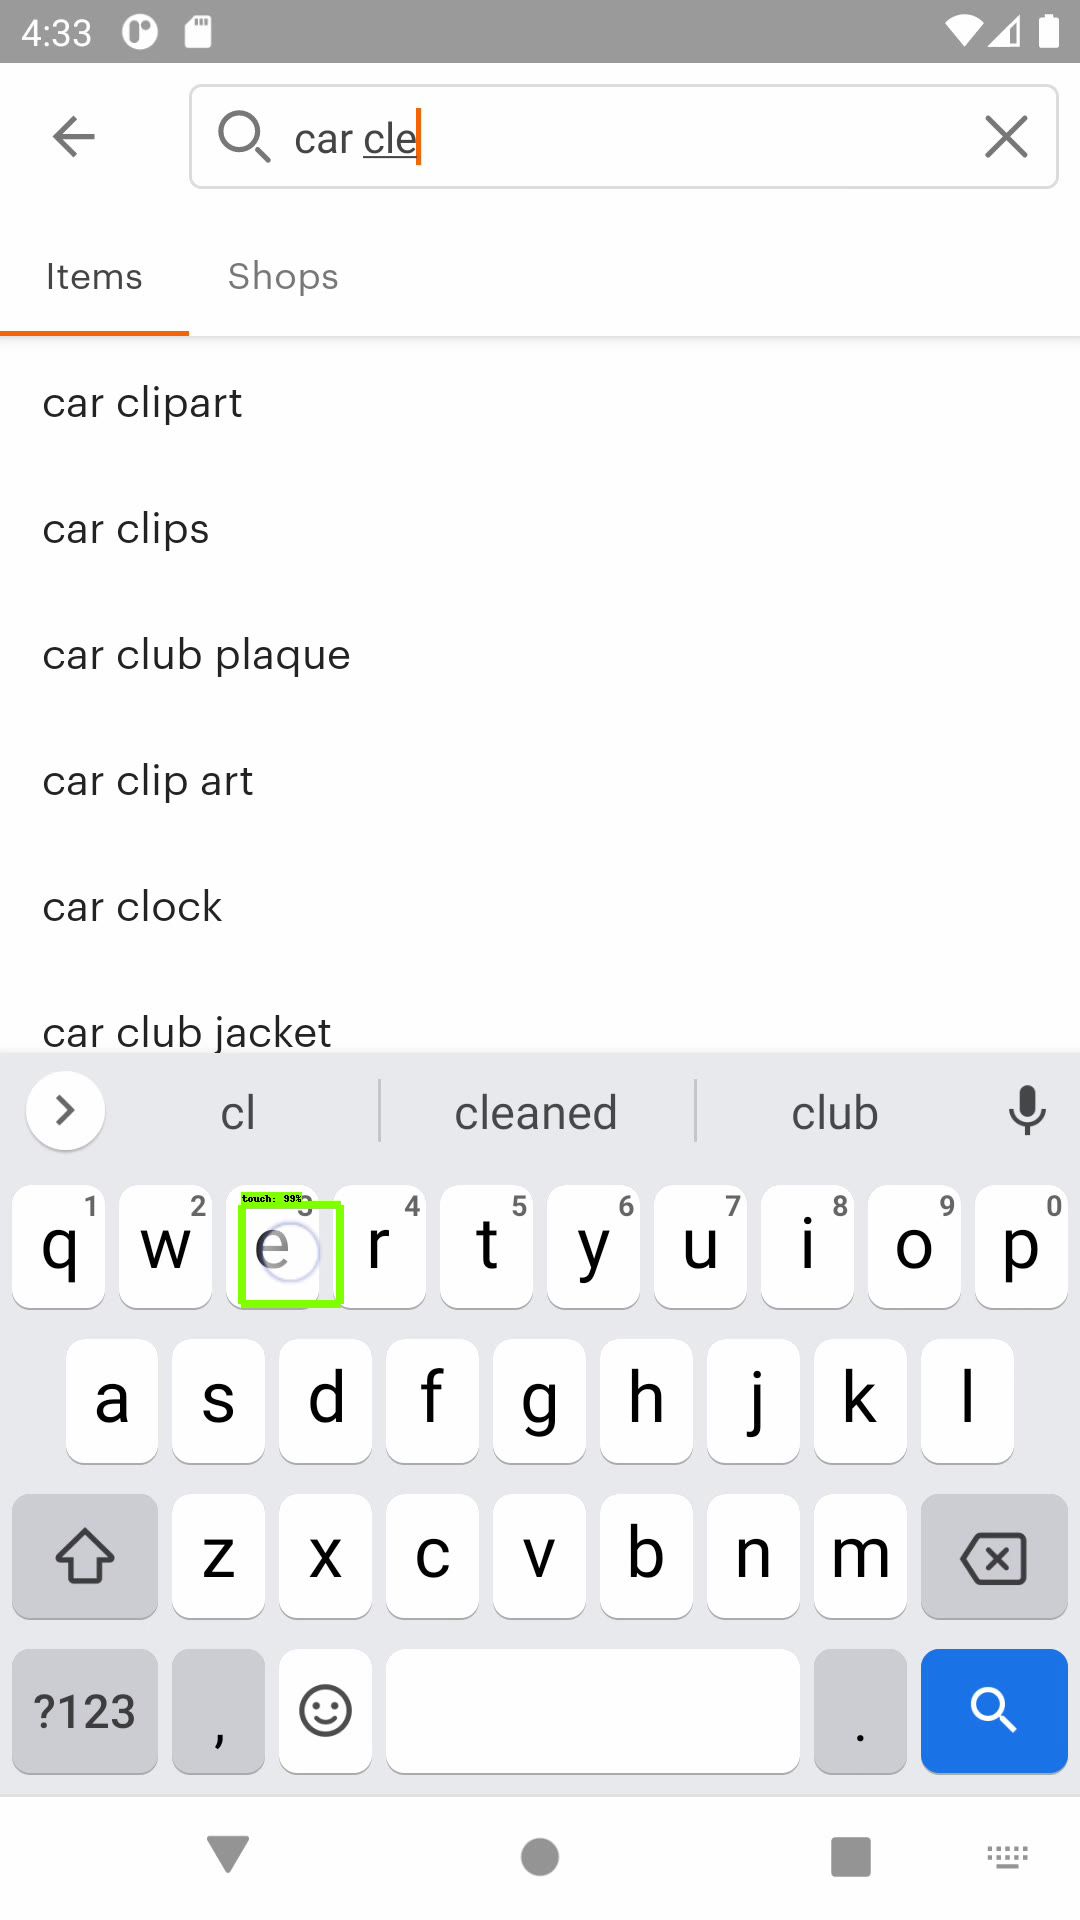 4:33
car cle
Items Shops
car clipart
car clips
car club plaque
car clip art
car clock
car club jacket
cl cleaned club
touch: 99%
1 2 3 4 5 6 7 8 9 0
q w e r t y u i o p
a s d f g h j k l
z x c v b n m
?123 , .